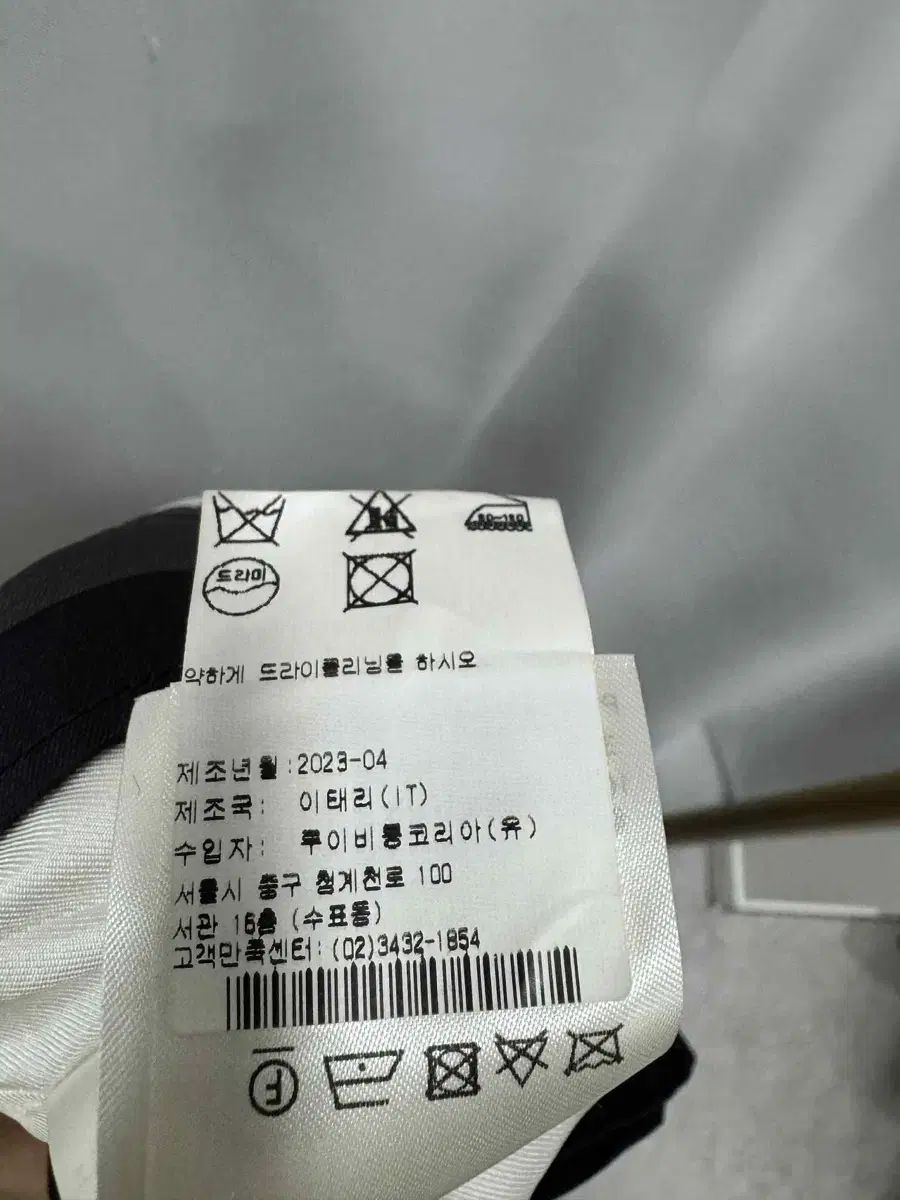 80~160
드라이
약하게 드라이클리닝을 하시오
제조년월:2023-04
제조국: 이태리(IT)
수입자: 루이비통코리아(유)
서울시 중구 청계천로 100
서관 16층 (수표동)
고객만족센터:(02)3432-1854
F